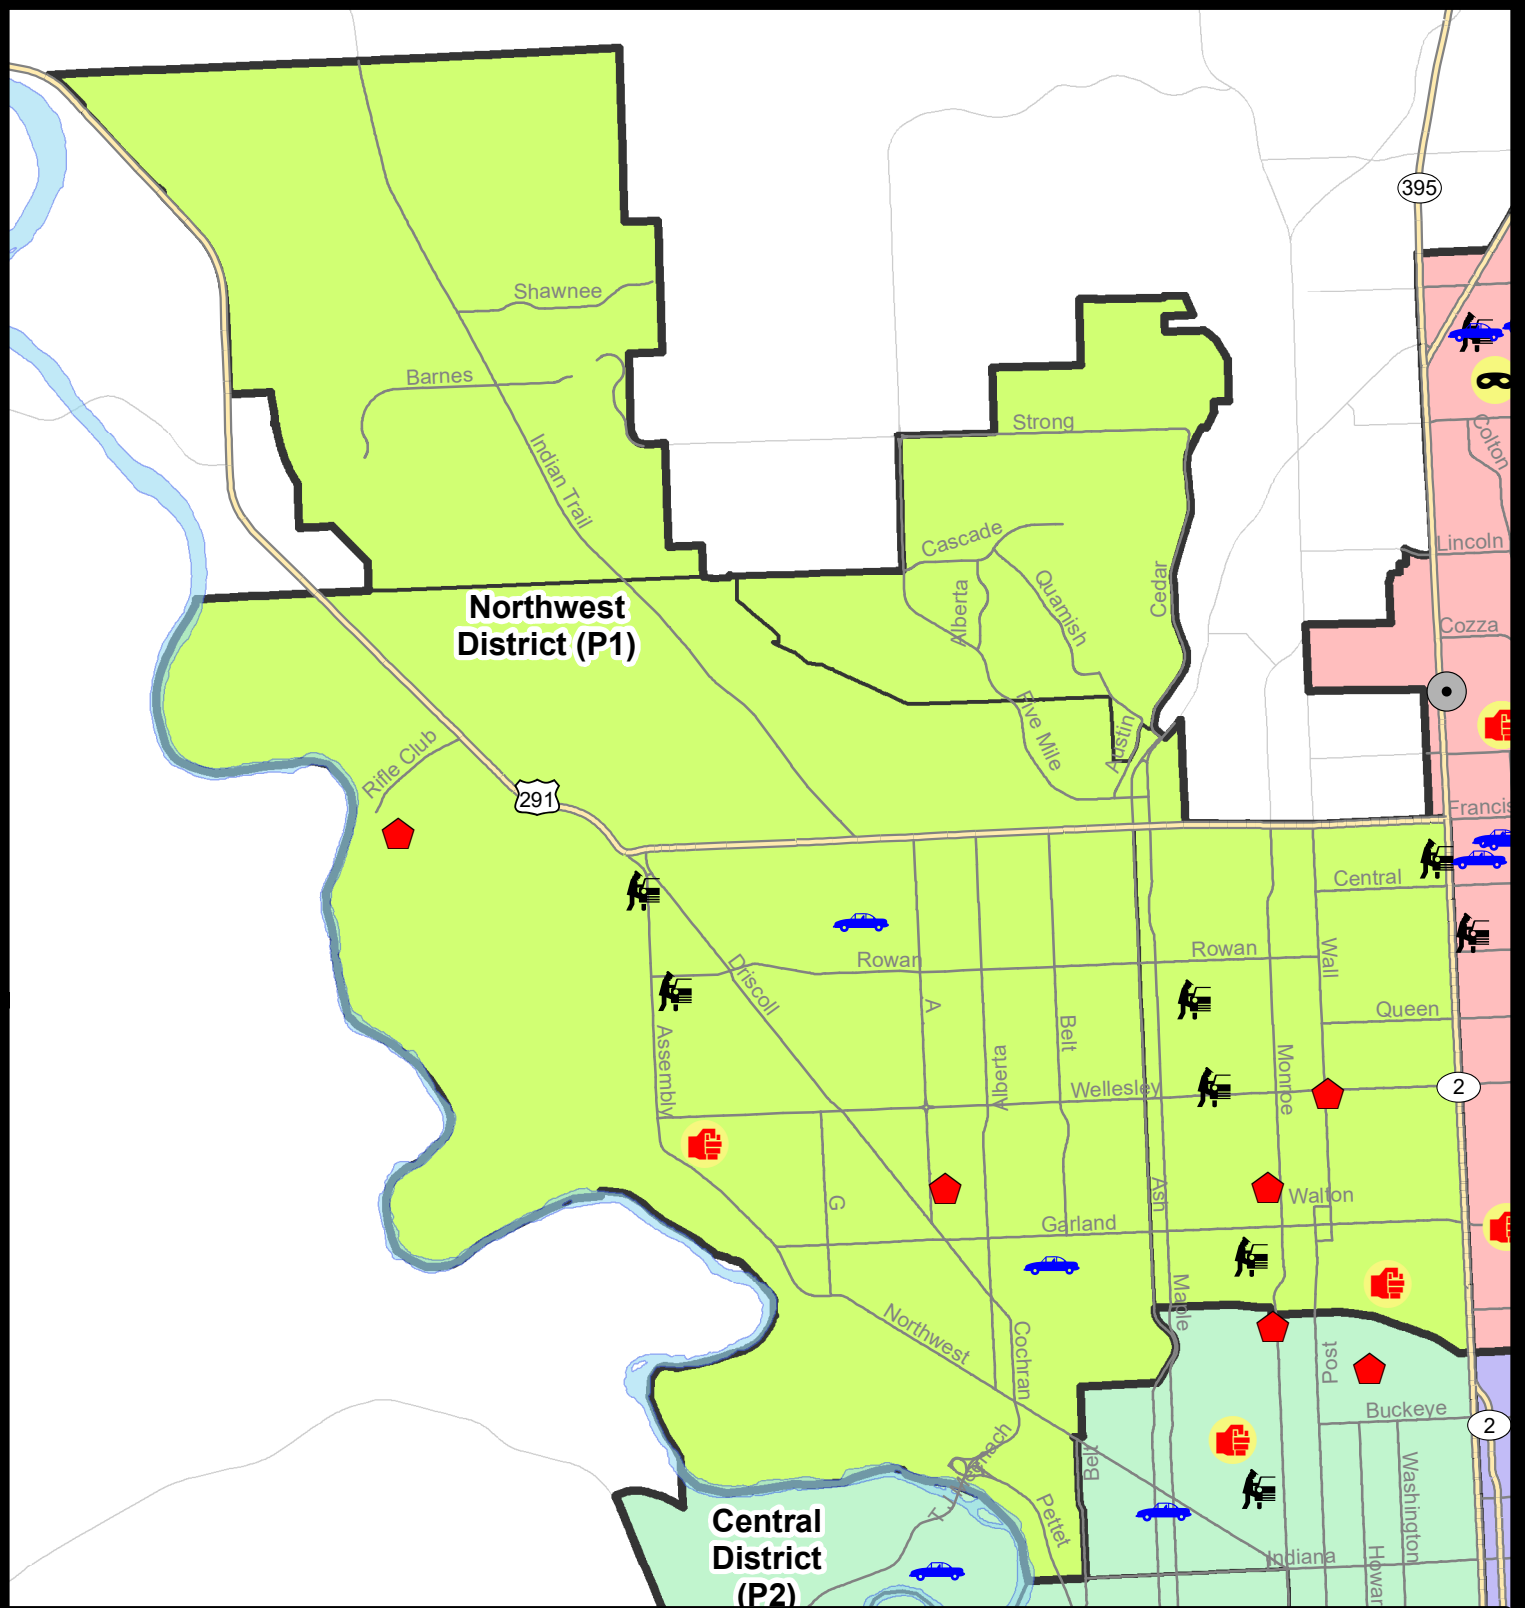 395
Shawnee
Barnes
Strong
Colton
Indian Trail
Cascade
Lincoln
Alberta
Quamish
Cedar
Northwest
District (P1)
Cozza
Five Mile
Austin
Rifle Club
291
Francis
Central
Rowan
Rowan
Wall
Driscoll
A
Queen
Belt
Assembly
Alberta
Monroe
Wellesley
2
G
Ash
Walton
Garland
Maple
Northwest
Cochran
Post
Buckeye
2
Belt
Washington
Pettet
Central
District
(P2)
Indiana
Howar